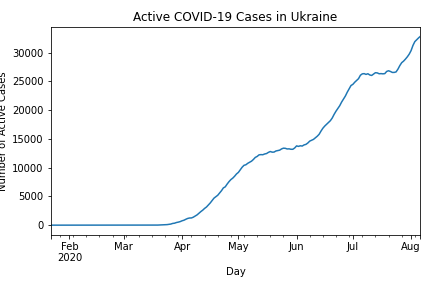 Active COVID-19 Cases in Ukraine
Number of Active Cases
30000
25000
20000
15000
10000
5000
0
Feb
2020
Mar
Apr
May
Jun
Jul
Aug
Day